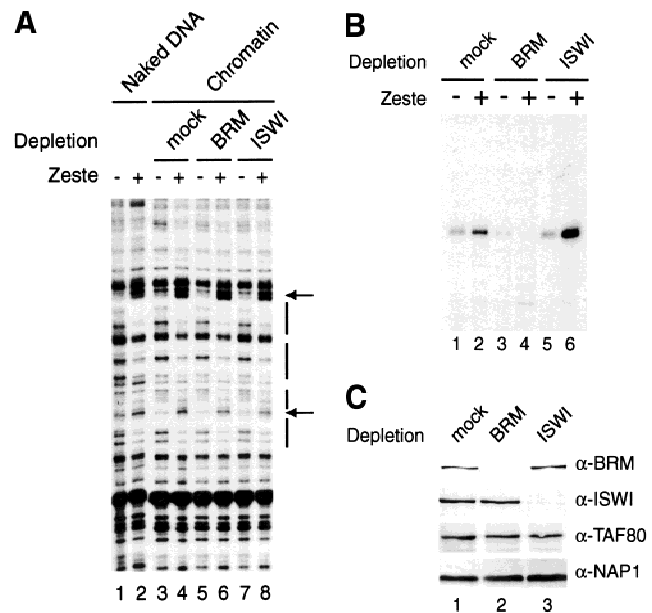 A
Naked DNA
Chromatin
Depletion
mock
BRM
ISWI
Zeste
- + - + - + - +
1 2 3 4 5 6 7 8
B
Depletion
mock
BRM
ISWI
Zeste
- + - + - +
1 2 3 4 5 6
C
Depletion
mock
BRM
ISWI
α-BRM
α-ISWI
α-TAF80
α-NAP1
1 2 3